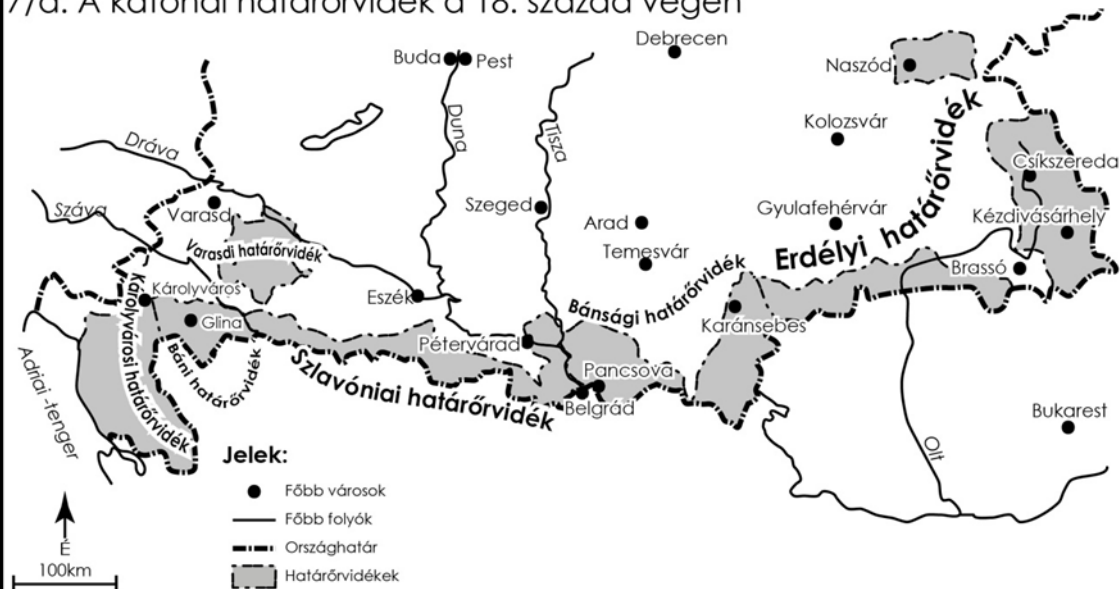 7/a. A katonai határőrvidék a 18. század végén
Debrecen
Buda
Pest
Naszód
Duna
Tisza
Kolozsvár
Dráva
Csíkszereda
Száva
Varasd
Szeged
Arad
Gyulafehérvár
Kézdivásárhely
Temesvár
Varasdi határőrvidék
Erdélyi határőrvidék
Brassó
Károlyváros
Eszék
Bánsági határőrvidék
Glina
Karánsebes
Pétervárad
Károlyvárosi határőrvidék
Báni határőrvidék
Szlavóniai határőrvidék
Pancsova
Belgrád
Adriai -tenger
Bukarest
Olt
Jelek:
Főbb városok
Főbb folyók
Országhatár
Határőrvidékek
É
100km